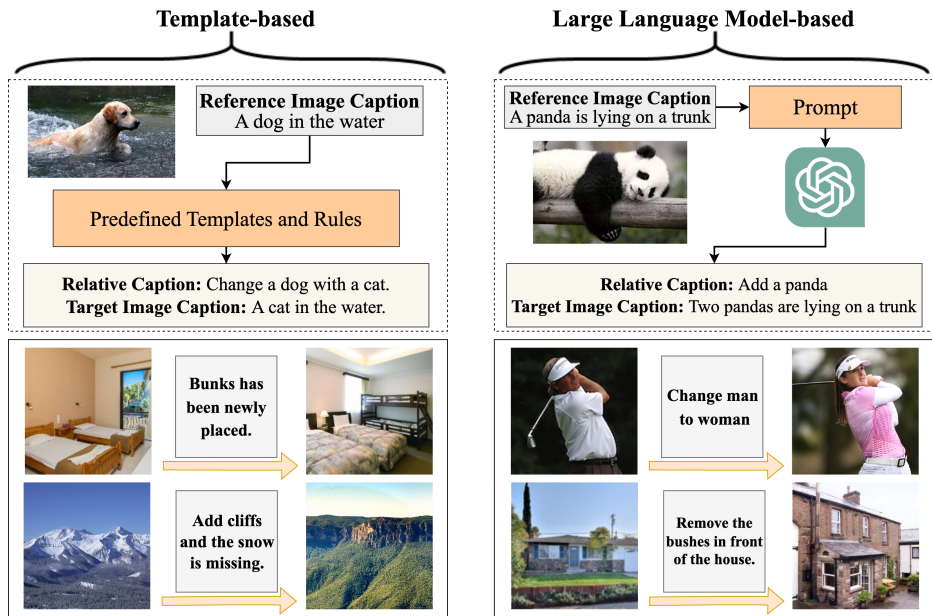 Template-based
Reference Image Caption
A dog in the water
Predefined Templates and Rules
Relative Caption: Change a dog with a cat.
Target Image Caption: A cat in the water.
Bunks has
been newly
placed.
Add cliffs
and the snow
is missing.
Large Language Model-based
Reference Image Caption
A panda is lying on a trunk
Prompt
Relative Caption: Add a panda
Target Image Caption: Two pandas are lying on a trunk
Change man
to woman
Remove the
bushes in front
of the house.